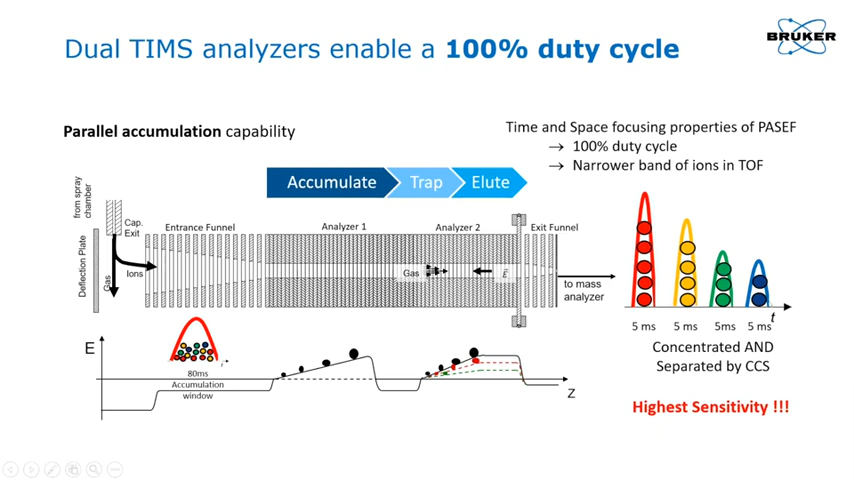 Dual TIMS analyzers enable a 100% duty cycle
BRUKER
Parallel accumulation capability
Time and Space focusing properties of PASEF
→ 100% duty cycle
→ Narrower band of ions in TOF
Accumulate
Trap
Elute
from spray
chamber
Cap.
Exit
Entrance Funnel
Analyzer 1
Analyzer 2
Exit Funnel
Deflection Plate
Gas
Ions
Gas
E
to mass
analyzer
t
5 ms
5 ms
5ms
5 ms
Concentrated AND
Separated by CCS
Highest Sensitivity !!!
E
t
80ms
Accumulation
window
Z